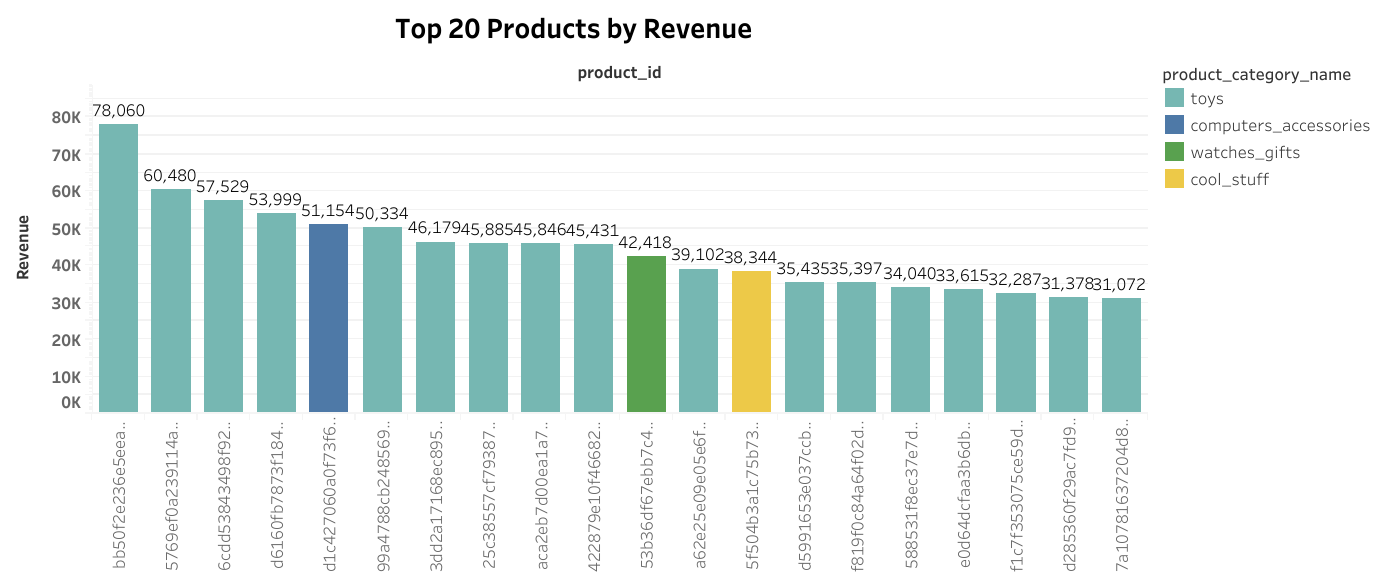 Top 20 Products by Revenue
product_id
product_category_name
toys
computers_accessories
watches_gifts
cool_stuff
Revenue
80K
70K
60K
50K
40K
30K
20K
10K
0K
78,060
60,480
57,529
53,999
51,154
50,334
46,179
45,885
45,846
45,431
42,418
39,102
38,344
35,435
35,397
34,040
33,615
32,287
31,378
31,072
bb50f2e236e5eea..
5769ef0a239114a..
6cdd53843498f92..
d6160fb7873f184..
d1c427060a0f73f6..
99a4788cb248569..
3dd2a17168ec895..
25c38557cf79387..
aca2eb7d00ea1a7..
422879e10f46682..
53b36df67ebb7c4..
a62e25e09e05e6f..
5f504b3a1c75b73..
d5991653e037ccb..
f819f0c84a64f02d..
588531f8ec37e7d..
e0d64dcfaa3b6db..
f1c7f353075ce59d..
d285360f29ac7fd9..
7a10781637204d8..